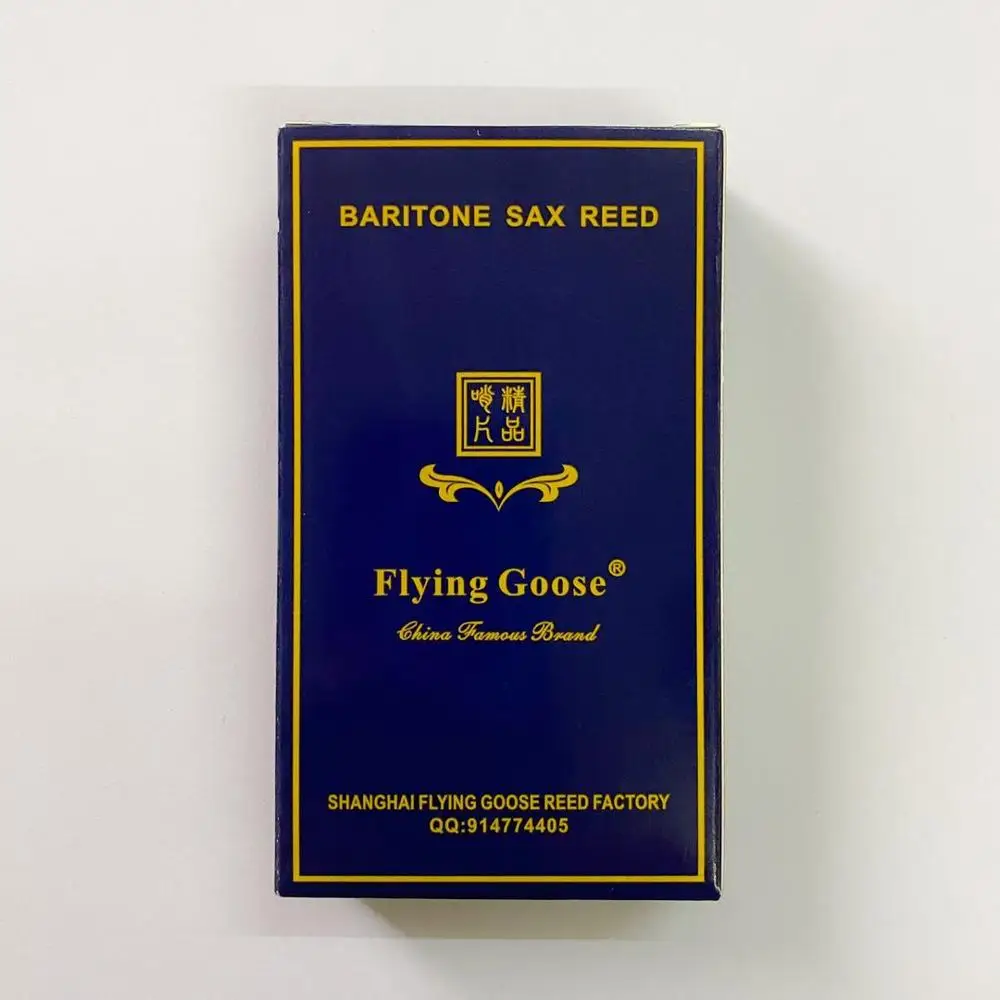 BARITONE SAX REED
精品
哨片
Flying Goose®
China Famous Brand
SHANGHAI FLYING GOOSE REED FACTORY
QQ:914774405